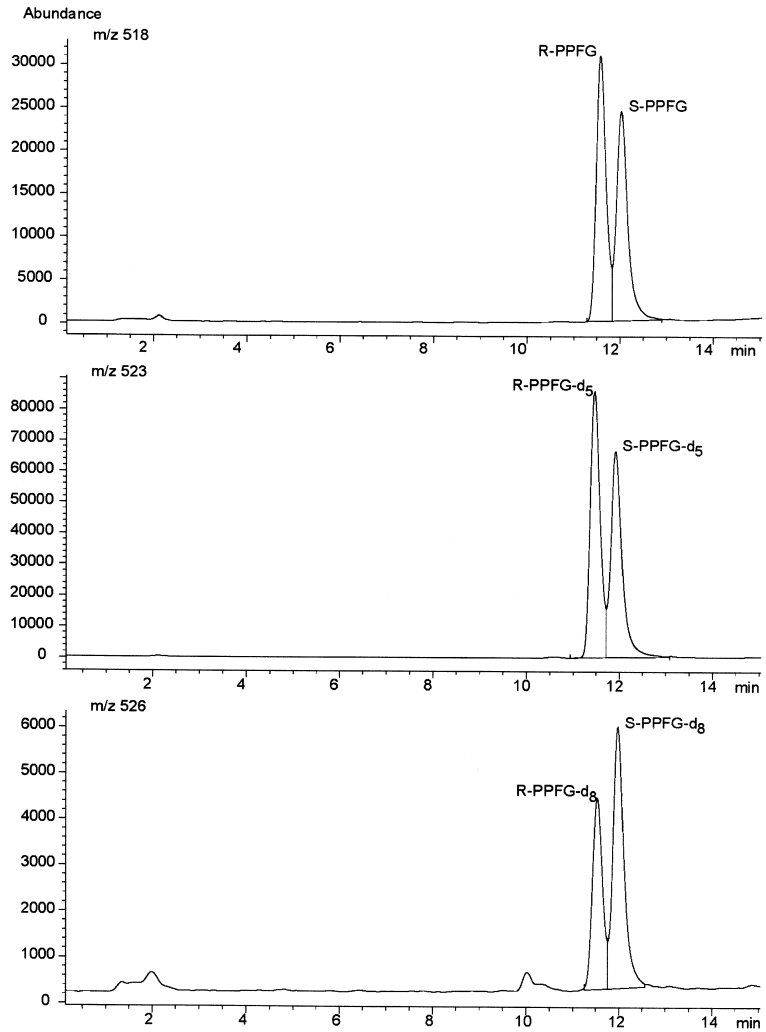 Abundance
m/z 518
R-PPFG
S-PPFG
30000
25000
20000
15000
10000
5000
0
2 4 6 8 10 12 14 min
m/z 523
R-PPFG-d5
S-PPFG-d5
80000
70000
60000
50000
40000
30000
20000
10000
0
2 4 6 8 10 12 14 min
m/z 526
S-PPFG-d8
R-PPFG-d8
6000
5000
4000
3000
2000
1000
0
2 4 6 8 10 12 14 min